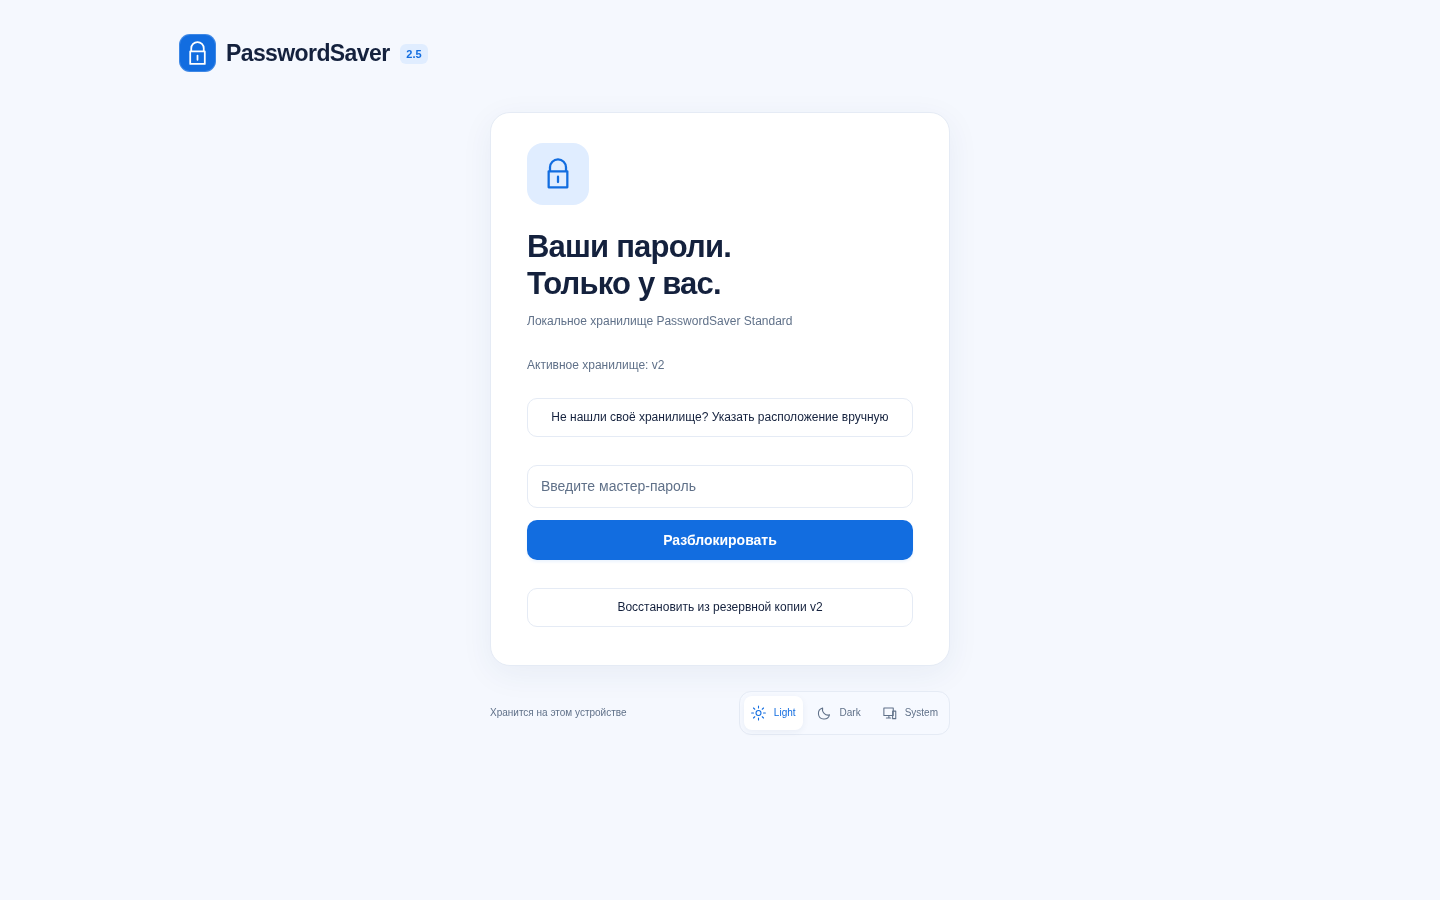 PasswordSaver 2.5
Ваши пароли.
Только у вас.
Локальное хранилище PasswordSaver Standard
Активное хранилище: v2
Не нашли своё хранилище? Указать расположение вручную
Введите мастер-пароль
Разблокировать
Восстановить из резервной копии v2
Хранится на этом устройстве Light Dark System